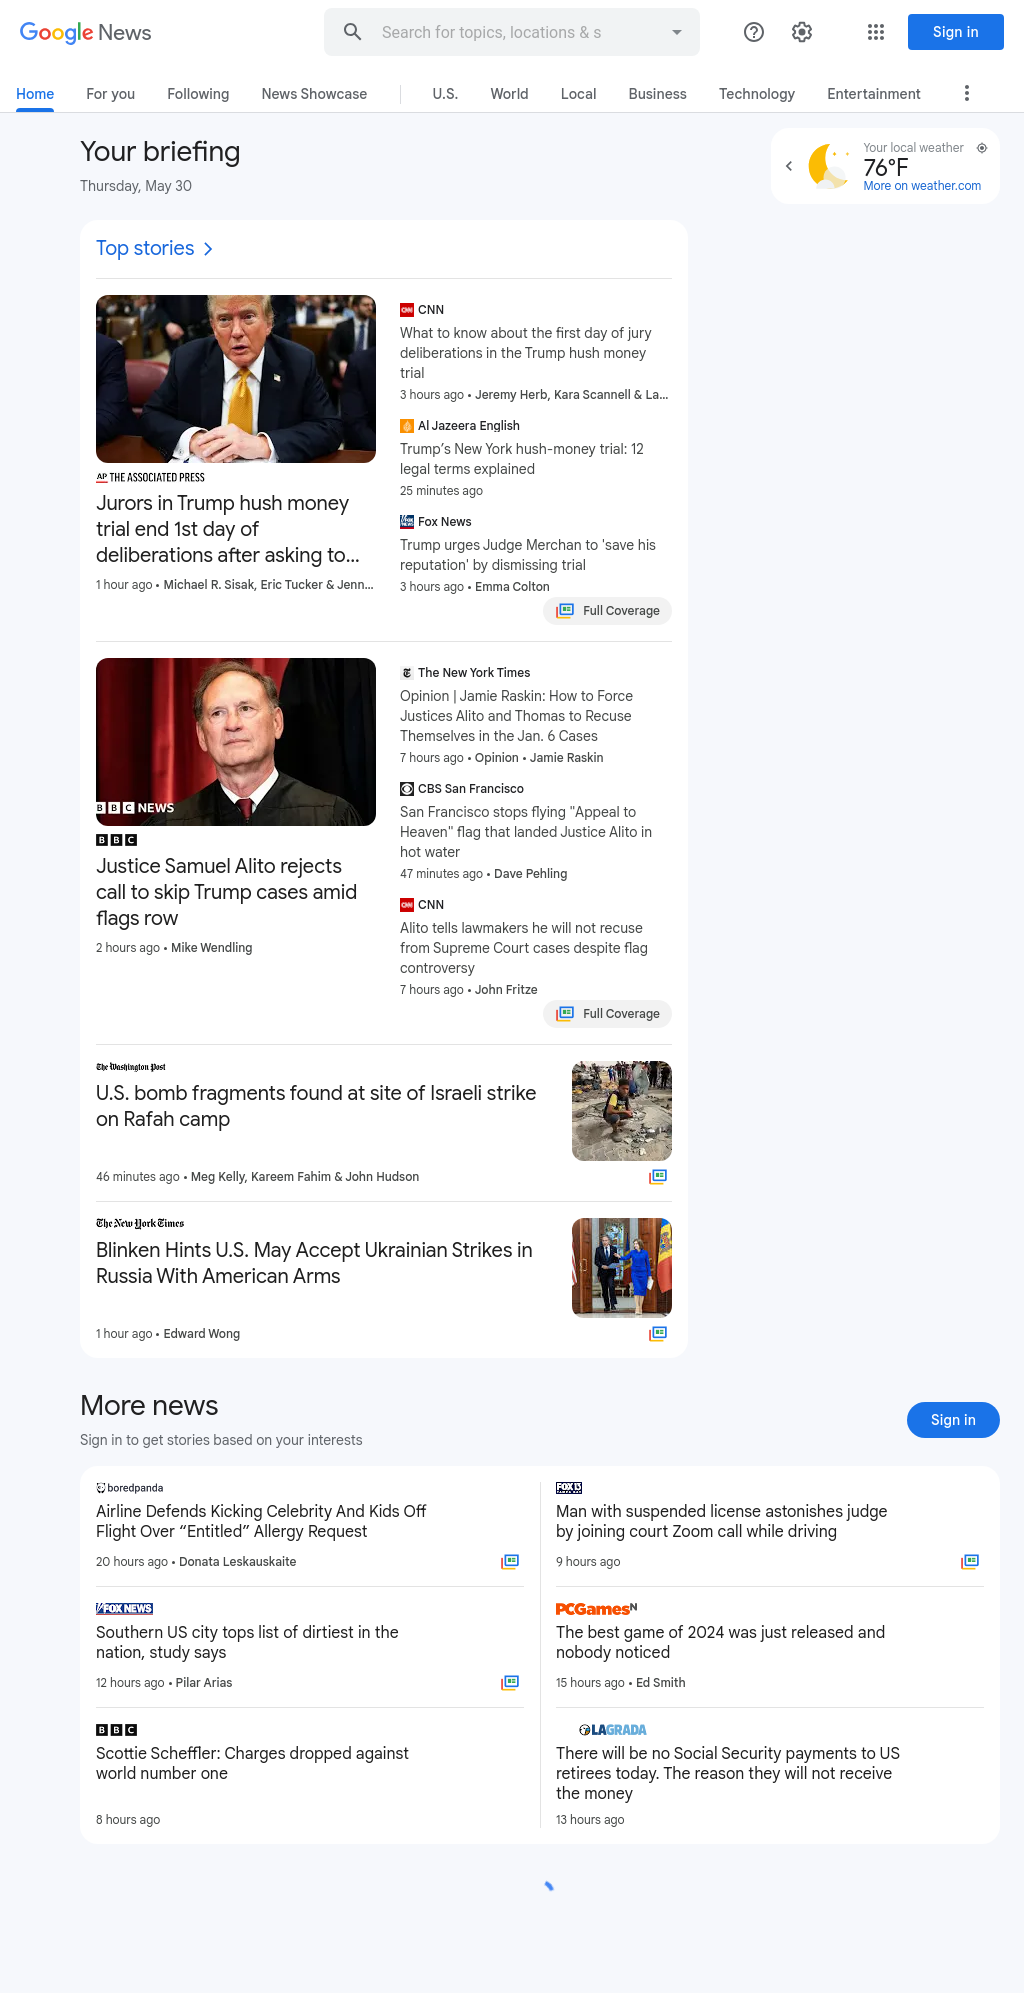 Google News
Search for topics, locations & s
Sign in
Home
For you
Following
News Showcase
U.S.
World
Local
Business
Technology
Entertainment
Your briefing
Thursday, May 30
Your local weather
76°F
More on weather.com
Top stories
THE ASSOCIATED PRESS
Jurors in Trump hush money
trial end 1st day of
deliberations after asking to...
1 hour ago • Michael R. Sisak, Eric Tucker & Jenn...
CNN
What to know about the first day of jury
deliberations in the Trump hush money
trial
3 hours ago • Jeremy Herb, Kara Scannell & La...
Al Jazeera English
Trump's New York hush-money trial: 12
legal terms explained
25 minutes ago
Fox News
Trump urges Judge Merchan to 'save his
reputation' by dismissing trial
3 hours ago • Emma Colton
Full Coverage
BBC NEWS
BBC
Justice Samuel Alito rejects
call to skip Trump cases amid
flags row
2 hours ago • Mike Wendling
The New York Times
Opinion | Jamie Raskin: How to Force
Justices Alito and Thomas to Recuse
Themselves in the Jan. 6 Cases
7 hours ago • Opinion • Jamie Raskin
CBS San Francisco
San Francisco stops flying "Appeal to
Heaven" flag that landed Justice Alito in
hot water
47 minutes ago • Dave Pehling
CNN
Alito tells lawmakers he will not recuse
from Supreme Court cases despite flag
controversy
7 hours ago • John Fritze
Full Coverage
The Washington Post
U.S. bomb fragments found at site of Israeli strike
on Rafah camp
46 minutes ago • Meg Kelly, Kareem Fahim & John Hudson
The New York Times
Blinken Hints U.S. May Accept Ukrainian Strikes in
Russia With American Arms
1 hour ago • Edward Wong
More news
Sign in to get stories based on your interests
Sign in
boredpanda
Airline Defends Kicking Celebrity And Kids Off
Flight Over “Entitled” Allergy Request
20 hours ago • Donata Leskauskaite
FOX 13
Man with suspended license astonishes judge
by joining court Zoom call while driving
9 hours ago
FOX NEWS
Southern US city tops list of dirtiest in the
nation, study says
12 hours ago • Pilar Arias
PCGamesN
The best game of 2024 was just released and
nobody noticed
15 hours ago • Ed Smith
BBC
Scottie Scheffler: Charges dropped against
world number one
8 hours ago
LAGRADA
There will be no Social Security payments to US
retirees today. The reason they will not receive
the money
13 hours ago